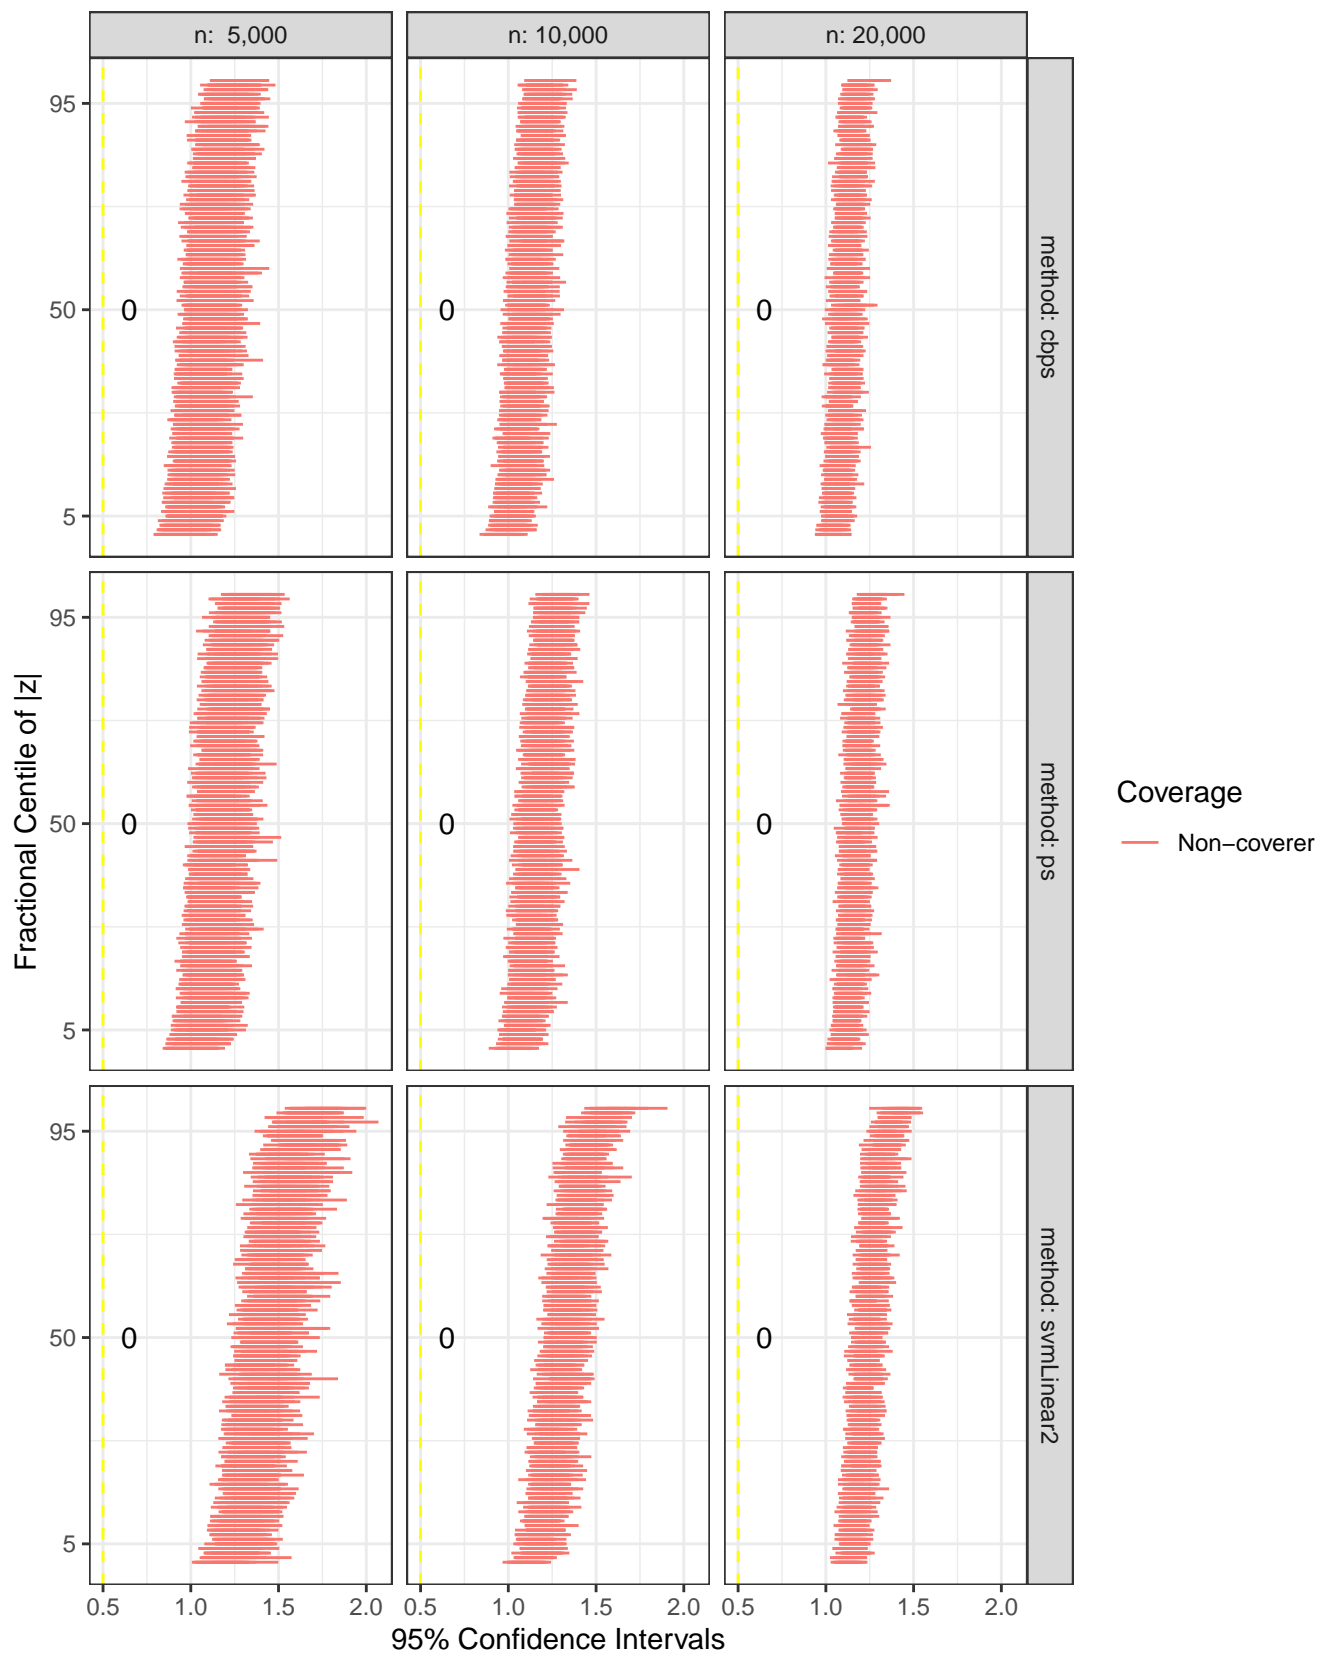 n:  5,000
n: 10,000
n: 20,000
95
50
5
0
0
0
method: cbps
95
50
5
0
0
0
method: ps
Fractional Centile of |z|
Coverage
Non−coverer
95
50
5
0
0
0
method: svmLinear2
0.5 1.0 1.5 2.0 0.5 1.0 1.5 2.0 0.5 1.0 1.5 2.0
95% Confidence Intervals